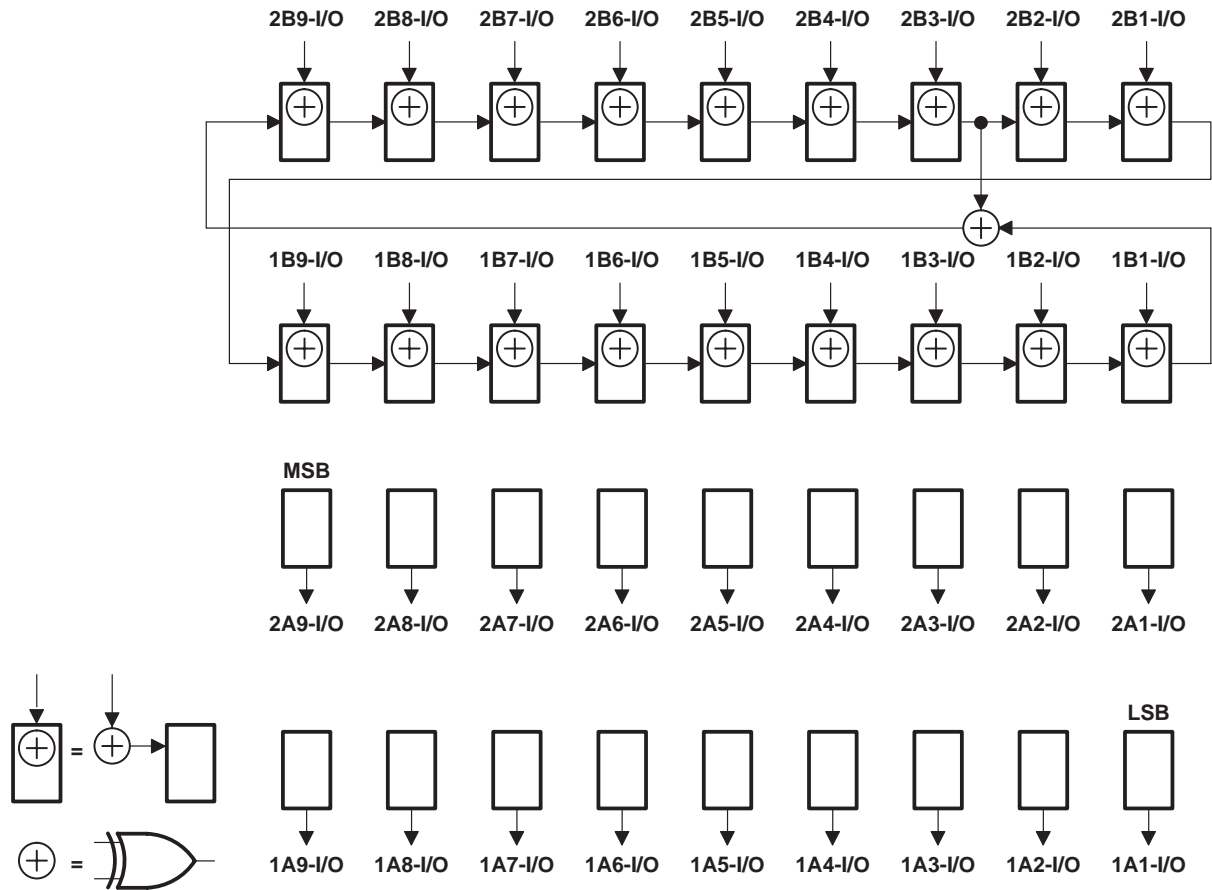 2B9-I/O 2B8-I/O 2B7-I/O 2B6-I/O 2B5-I/O 2B4-I/O 2B3-I/O 2B2-I/O 2B1-I/O
1B9-I/O 1B8-I/O 1B7-I/O 1B6-I/O 1B5-I/O 1B4-I/O 1B3-I/O 1B2-I/O 1B1-I/O
MSB
2A9-I/O 2A8-I/O 2A7-I/O 2A6-I/O 2A5-I/O 2A4-I/O 2A3-I/O 2A2-I/O 2A1-I/O
LSB
=
=
1A9-I/O 1A8-I/O 1A7-I/O 1A6-I/O 1A5-I/O 1A4-I/O 1A3-I/O 1A2-I/O 1A1-I/O